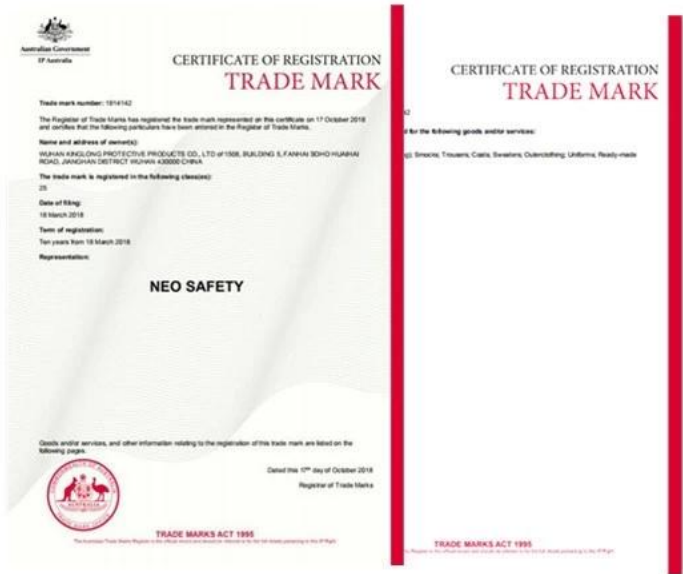 Australian Government
IP Australia
CERTIFICATE OF REGISTRATION
TRADE MARK
Trade mark number: 1914142
The Registrar of Trade Marks has registered the trade mark represented on this certificate on 17 October 2018
and certifies that the following particulars have been entered in the Register of Trade Marks.
Name and address of owner(s):
WUHAN KINGLONG PROTECTIVE PRODUCTS CO., LTD of 1508, BUILDING 5, FANHAI SOHO HUAIHAI
ROAD, JIANGHAN DISTRICT WUHAN 430000 CHINA
The trade mark is registered in the following class(es):
25
Date of filing:
18 March 2018
Term of registration:
Ten years from 18 March 2018
Representation:
NEO SAFETY
Goods and/or services, and other information relating to the registration of this trade mark are listed on the
following pages.
Dated this 17th day of October 2018
Registrar of Trade Marks
AUSTRALIA
TRADE MARKS ACT 1995
CERTIFICATE OF REGISTRATION
TRADE MARK
for the following goods and/or services:
Smocks; Trousers; Coats; Sweaters; Outerclothing; Uniforms; Ready-made
TRADE MARKS ACT 1995